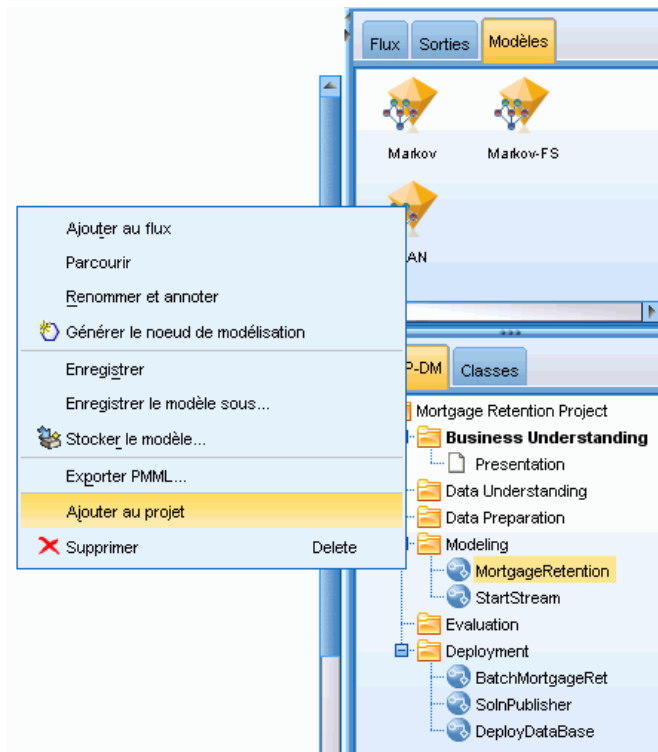 Flux Sorties Modèles
Markov Markov-FS
AN
Ajouter au flux
Parcourir
Renommer et annoter
Générer le noeud de modélisation
Enregistrer
Enregistrer le modèle sous...
Stocker le modèle...
Exporter PMML...
Ajouter au projet
Supprimer Delete
P-DM Classes
Mortgage Retention Project
Business Understanding
Presentation
Data Understanding
Data Preparation
Modeling
MortgageRetention
StartStream
Evaluation
Deployment
BatchMortgageRet
SolnPublisher
DeployDataBase